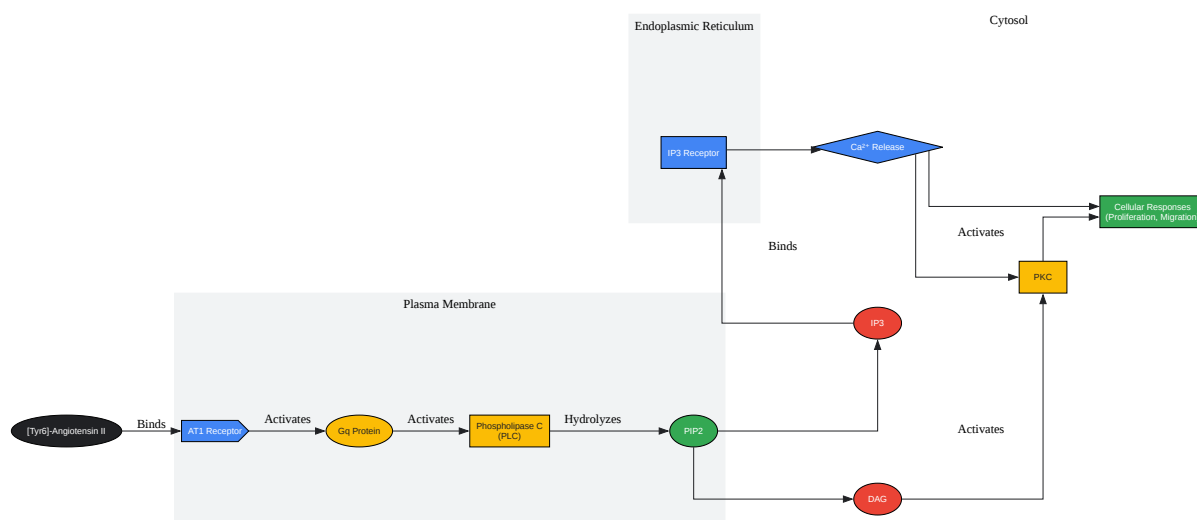 Cytosol
Endoplasmic Reticulum
IP3 Receptor
Ca²⁺ Release
Cellular Responses
(Proliferation, Migration
Activates
Binds
PKC
Plasma Membrane
IP3
[Tyr6]-Angiotensin II
Binds
AT1 Receptor
Activates
Gq Protein
Activates
Phospholipase C
(PLC)
Hydrolyzes
PIP2
Activates
DAG